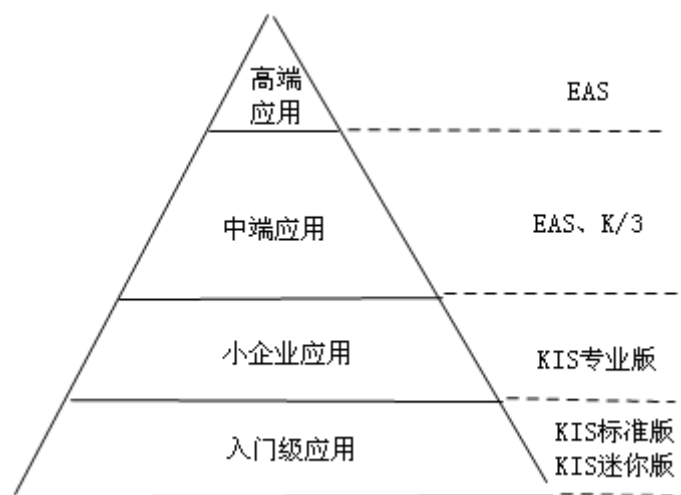 高端
应用
EAS
中端应用
EAS、K/3
小企业应用
KIS专业版
入门级应用
KIS标准版
KIS迷你版